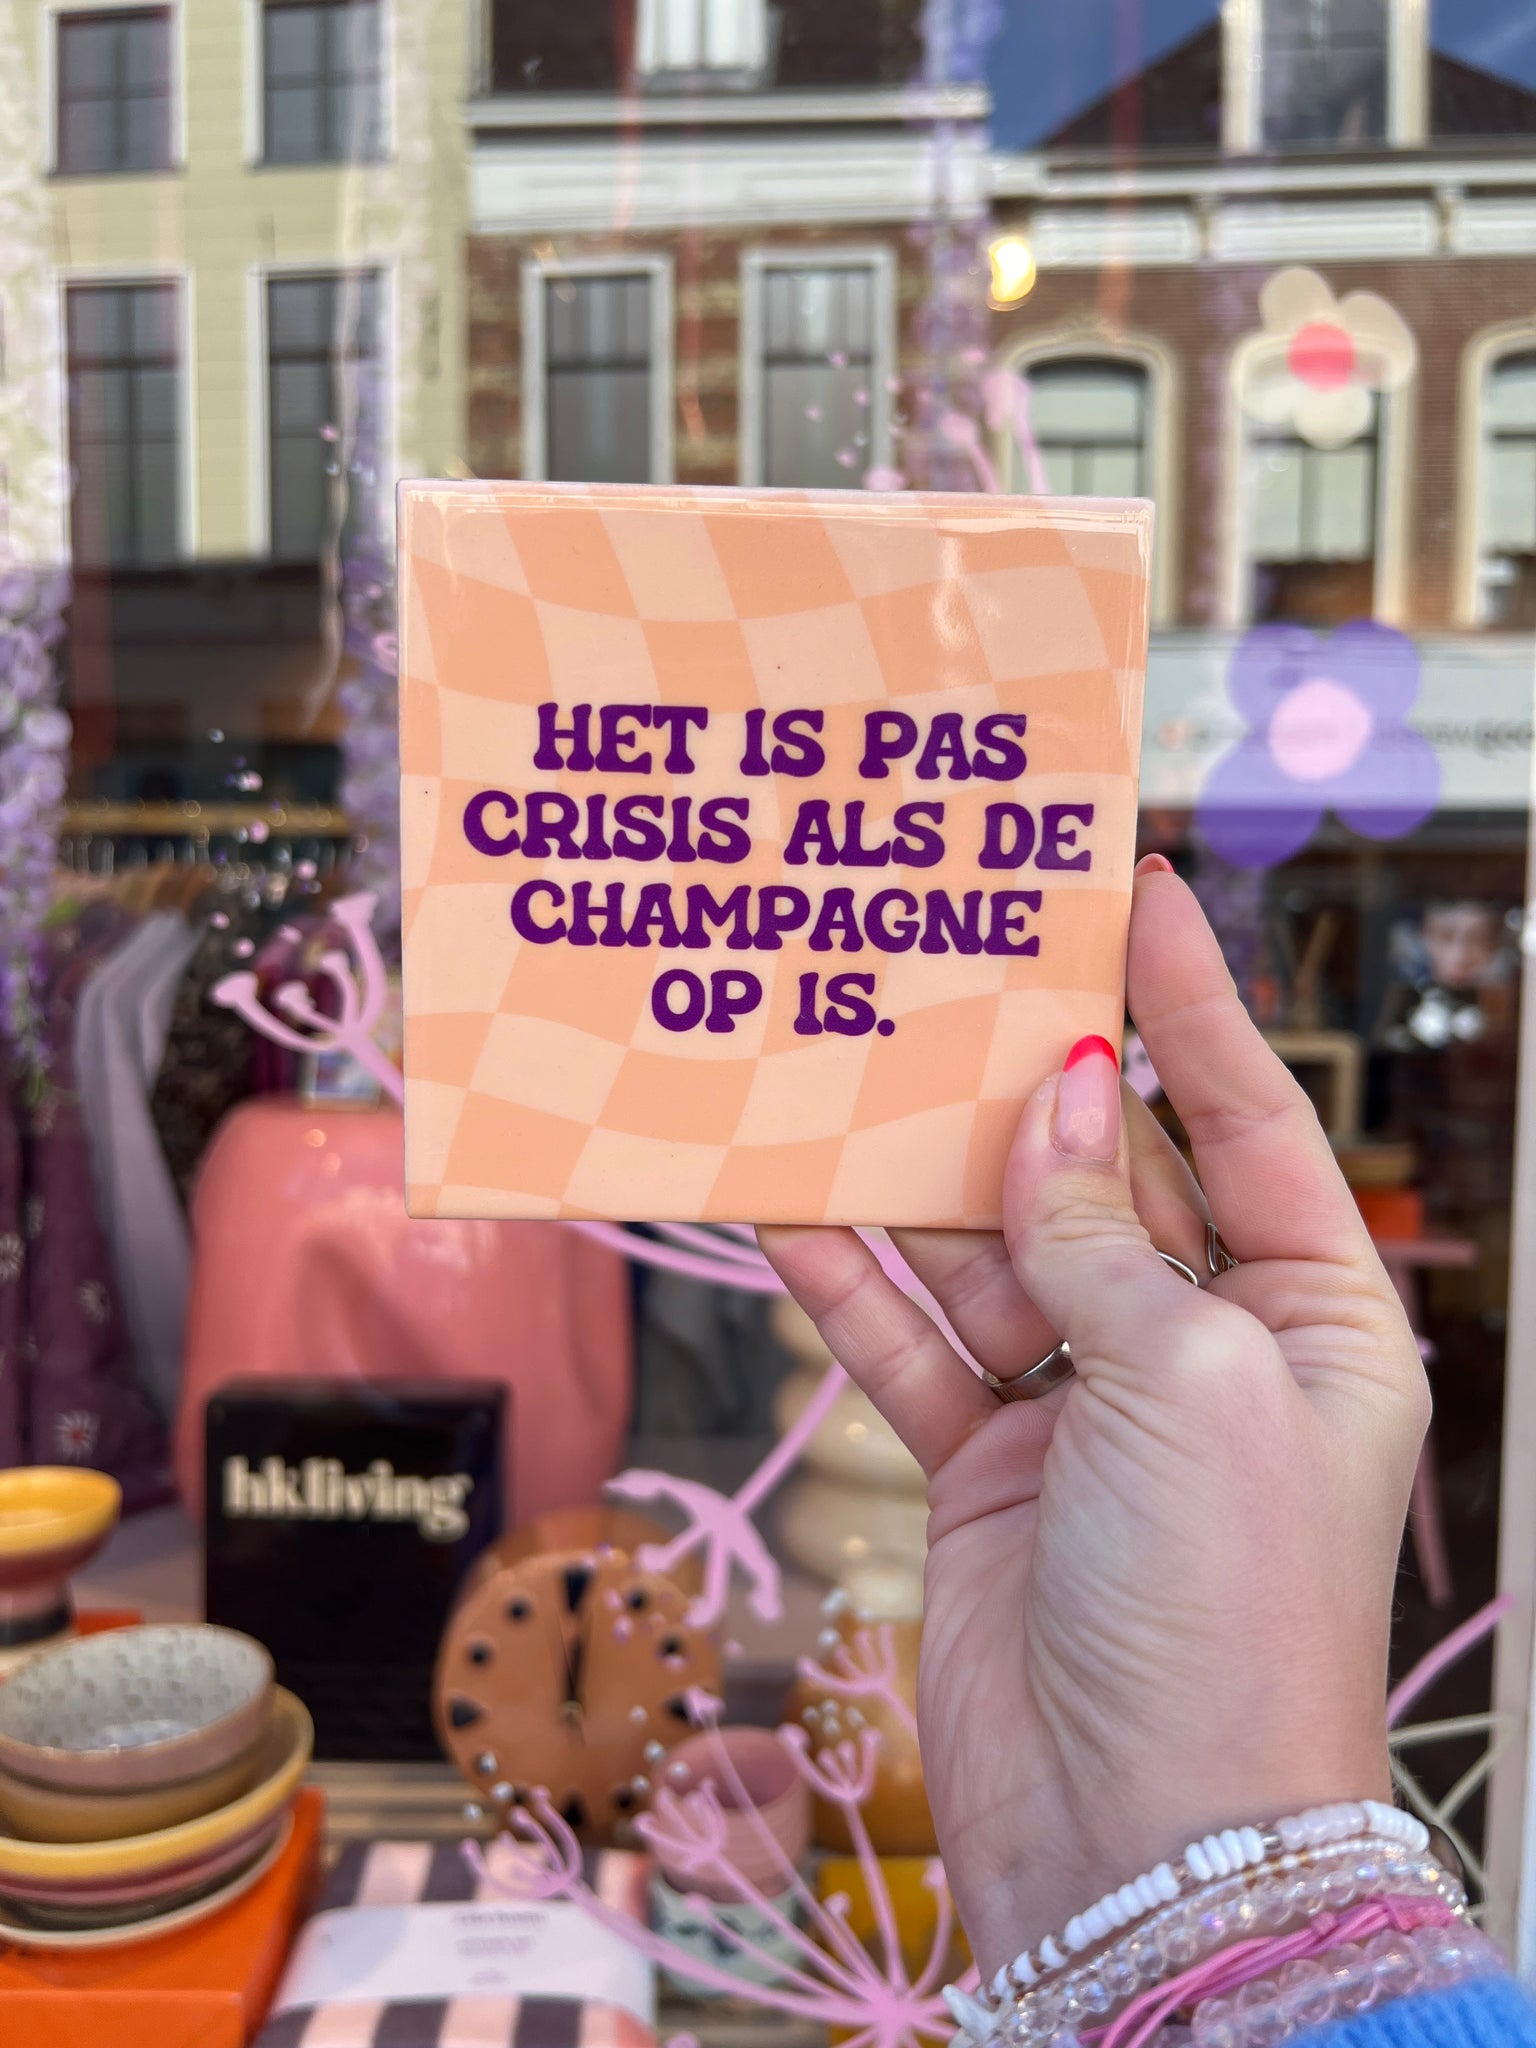 HET IS PAS
CRISIS ALS DE
CHAMPAGNE
OP IS.
hkliving